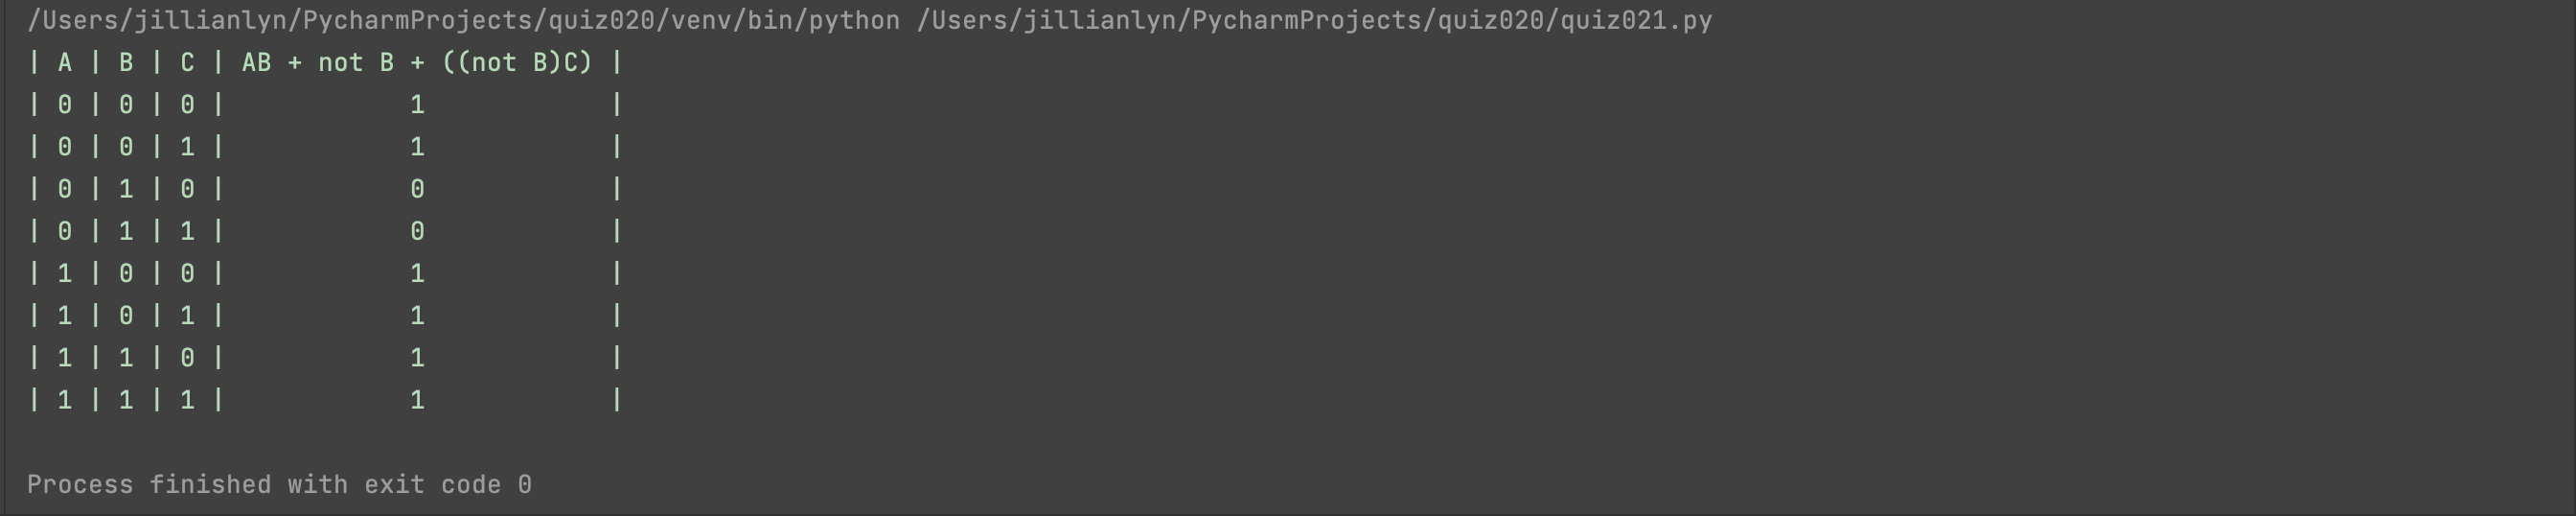 /Users/jillianlyn/PycharmProjects/quiz020/venv/bin/python /Users/jillianlyn/PycharmProjects/quiz020/quiz021.py
| A | B | C | AB + not B + ((not B)C) |
| 0 | 0 | 0 |            1            |
| 0 | 0 | 1 |            1            |
| 0 | 1 | 0 |            0            |
| 0 | 1 | 1 |            0            |
| 1 | 0 | 0 |            1            |
| 1 | 0 | 1 |            1            |
| 1 | 1 | 0 |            1            |
| 1 | 1 | 1 |            1            |
Process finished with exit code 0